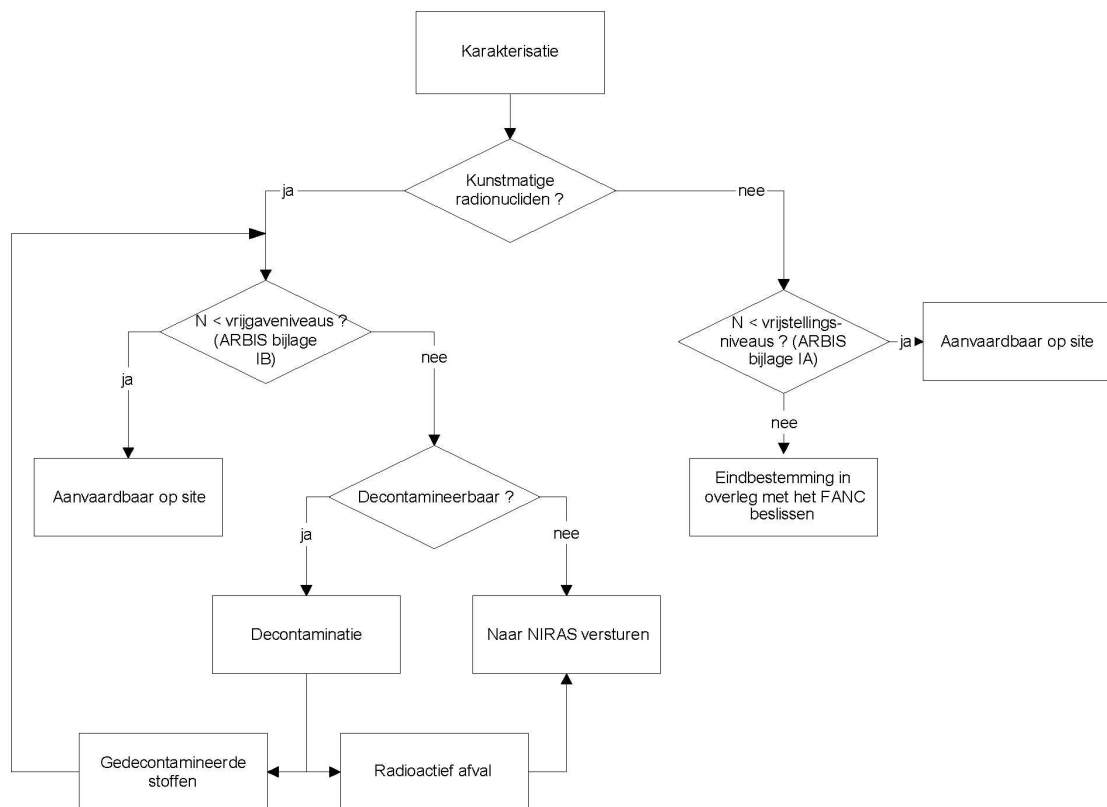 Karakterisatie
Kunstmatige
radionucliden ?
ja
nee
N < vrijgaveniveaus ?
(ARBIS bijlage
IB)
N < vrijstellings-
niveaus ? (ARBIS
bijlage IA)
ja
Aanvaardbaar op site
ja
nee
nee
Aanvaardbaar op site
Decontamineerbaar ?
Eindbestemming in
overleg met het FANC
beslissen
ja
nee
Decontaminatie
Naar NIRAS versturen
Gedecontamineerde
stoffen
Radioactief afval